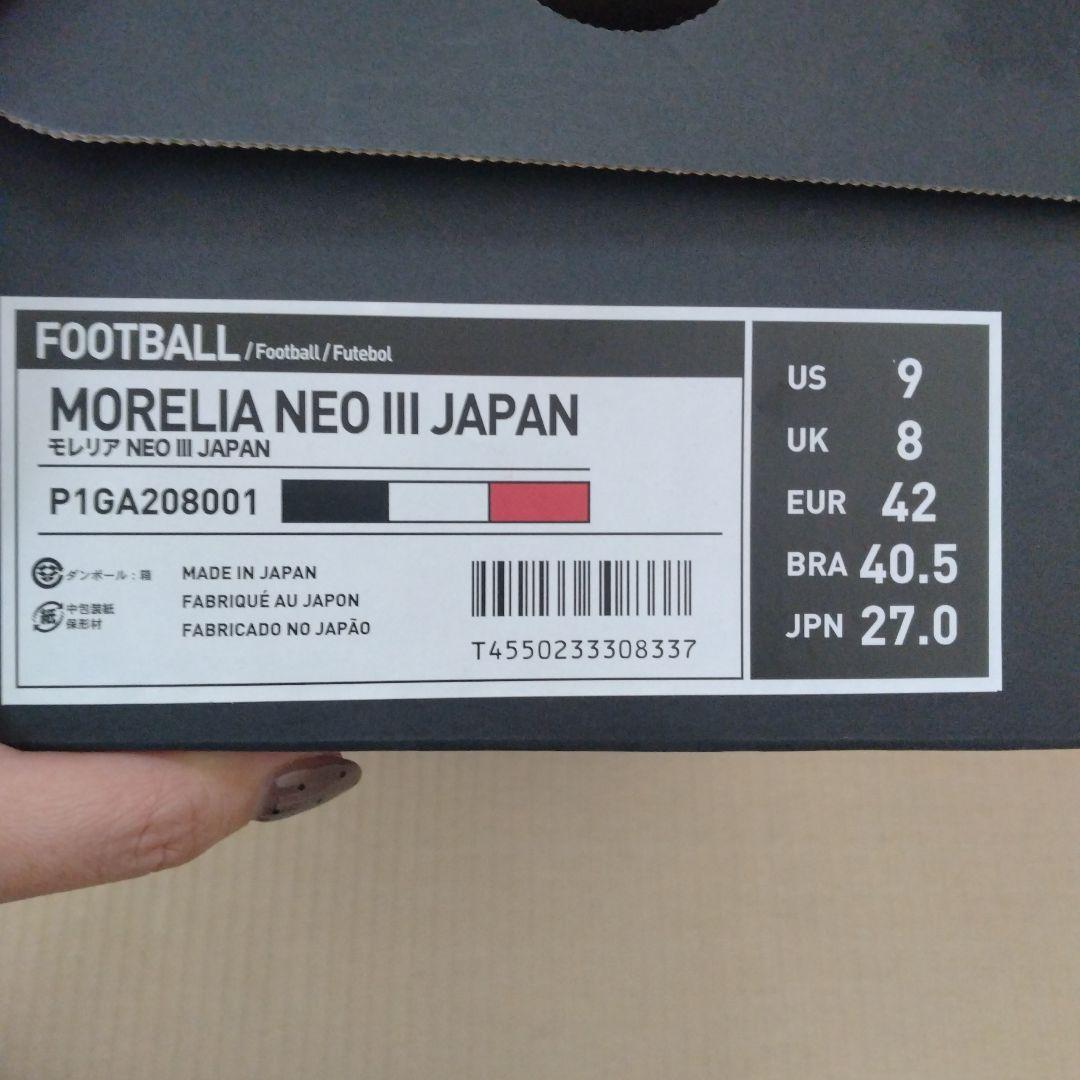 FOOTBALL/Football/Futebol
MORELIA NEO III JAPAN
モレリア NEO III JAPAN
P1GA208001
ダンボール：箱
紙
中包装紙
保形材
MADE IN JAPAN
FABRIQUÉ AU JAPON
FABRICADO NO JAPÃO
T4550233308337
US 9
UK 8
EUR 42
BRA 40.5
JPN 27.0